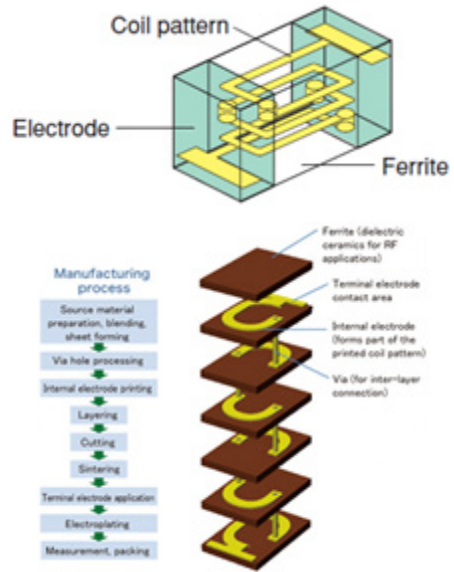 Coil pattern
Electrode
Ferrite
Ferrite (dielectric
ceramics for RF
applications)
Manufacturing
process
Terminal electrode
contact area
Source material
preparation, blending,
sheet forming
Internal electrode
(forms part of the
printed coil pattern)
Via hole processing
Via (for inter-layer
connection)
Internal electrode printing
Layering
Cutting
Sintering
Terminal electrode application
Electroplating
Measurement, packing